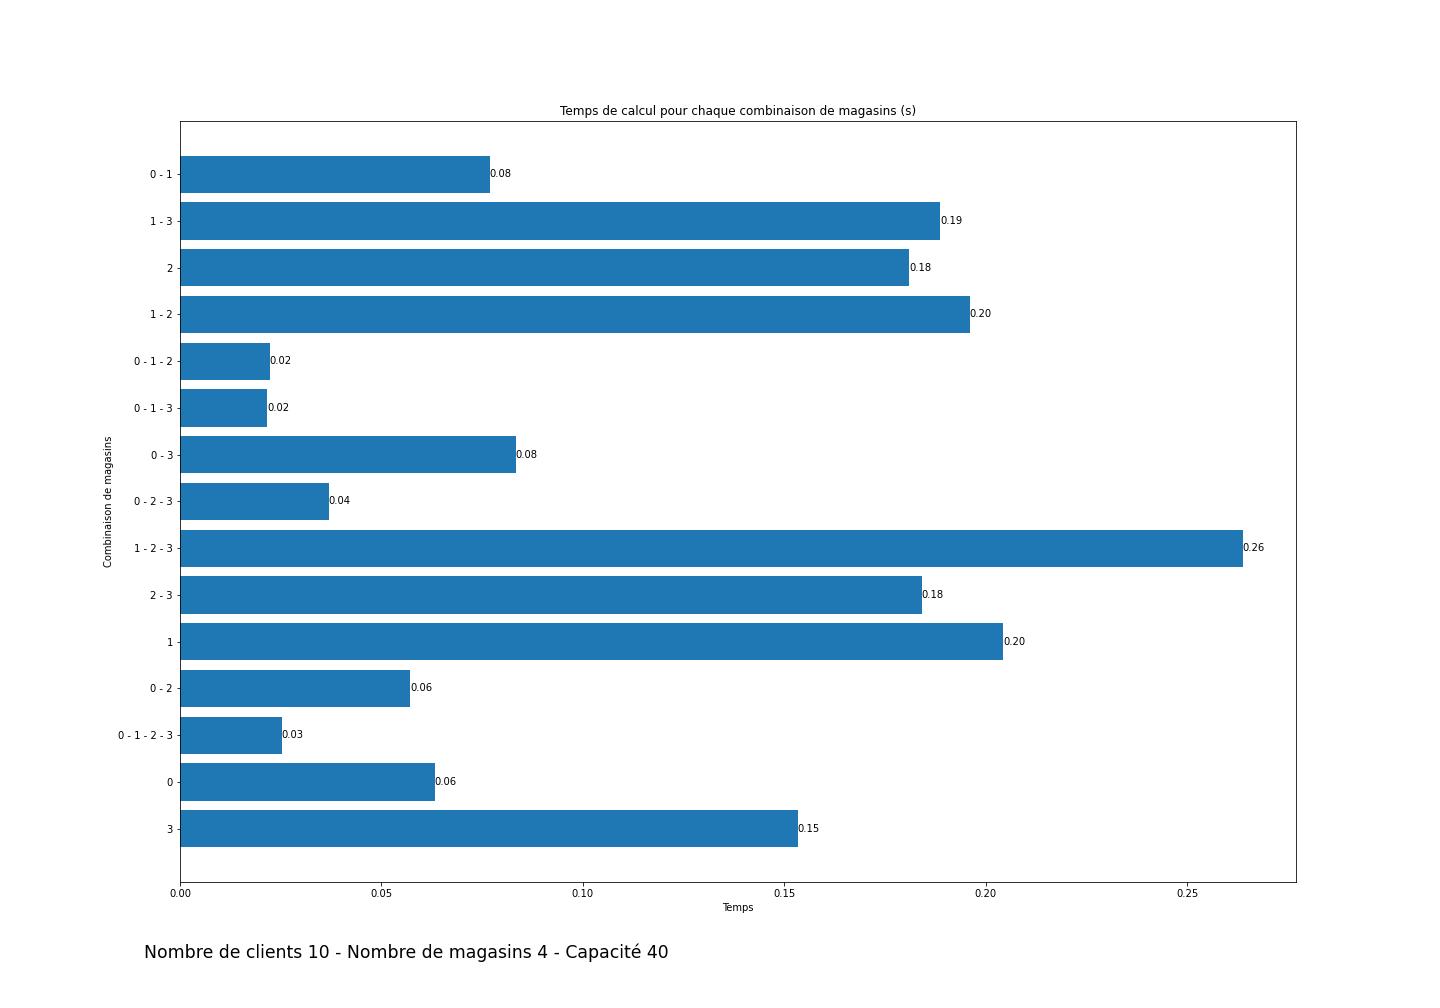 Temps de calcul pour chaque combinaison de magasins (s)
Combinaison de magasins
0 - 1
0.08
1 - 3
0.19
2
0.18
1 - 2
0.20
0 - 1 - 2
0.02
0 - 1 - 3
0.02
0 - 3
0.08
0 - 2 - 3
0.04
1 - 2 - 3
0.26
2 - 3
0.18
1
0.20
0 - 2
0.06
0 - 1 - 2 - 3
0.03
0
0.06
3
0.15
0.00 0.05 0.10 0.15 0.20 0.25
Temps
Nombre de clients 10 - Nombre de magasins 4 - Capacité 40